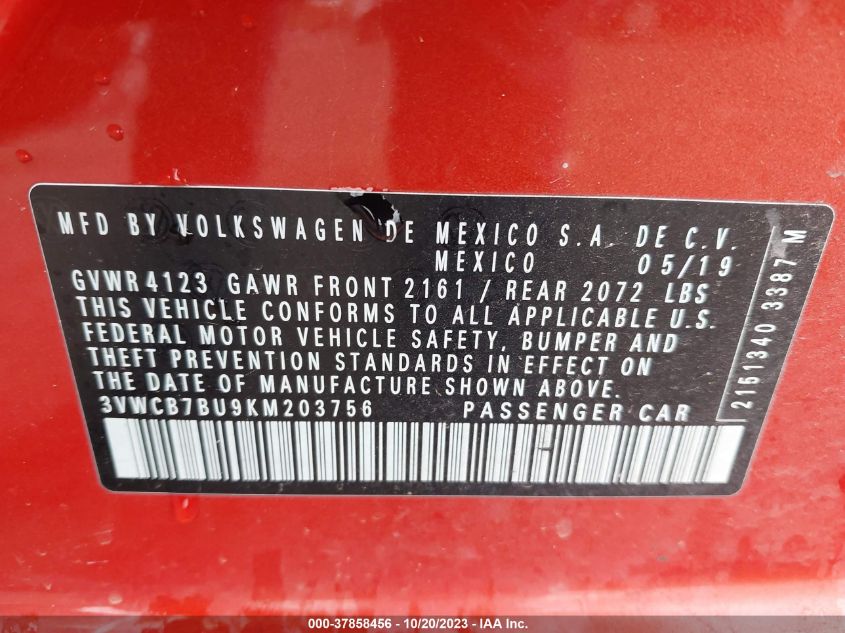 MFD BY VOLKSWAGEN DE MEXICO S.A. DE C.V.
MEXICO 05/19
GVWR 4123 GAWR FRONT 2161 / REAR 2072 LBS
THIS VEHICLE CONFORMS TO ALL APPLICABLE U.S.
FEDERAL MOTOR VEHICLE SAFETY, BUMPER AND
THEFT PREVENTION STANDARDS IN EFFECT ON
THE DATE OF MANUFACTURE SHOWN ABOVE.
3VWCB7BU9KM203756 PASSENGER CAR
2151340 3387 M
000-37858456 - 10/20/2023 - IAA Inc.